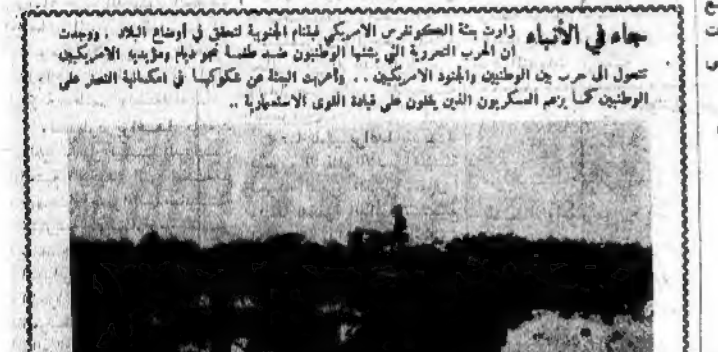 جاء في الأنباء
زارت بعثة الكونغرس الامريكي فيتنام الجنوبية لتحقق في أوضاع البلاد . ووجدت
ان الحرب التحررية التي يشنها الوطنيون ضد طغمة نجو ديام ومؤيديه الامريكيين
تتحول الى حرب بين الوطنيين والجنود الامريكيين . . وأعربت البعثة عن شكوكها في امكانية النصر على
الوطنيين كما يزعم العسكريون الذين يقفون على قيادة القوى الاستعمارية ..